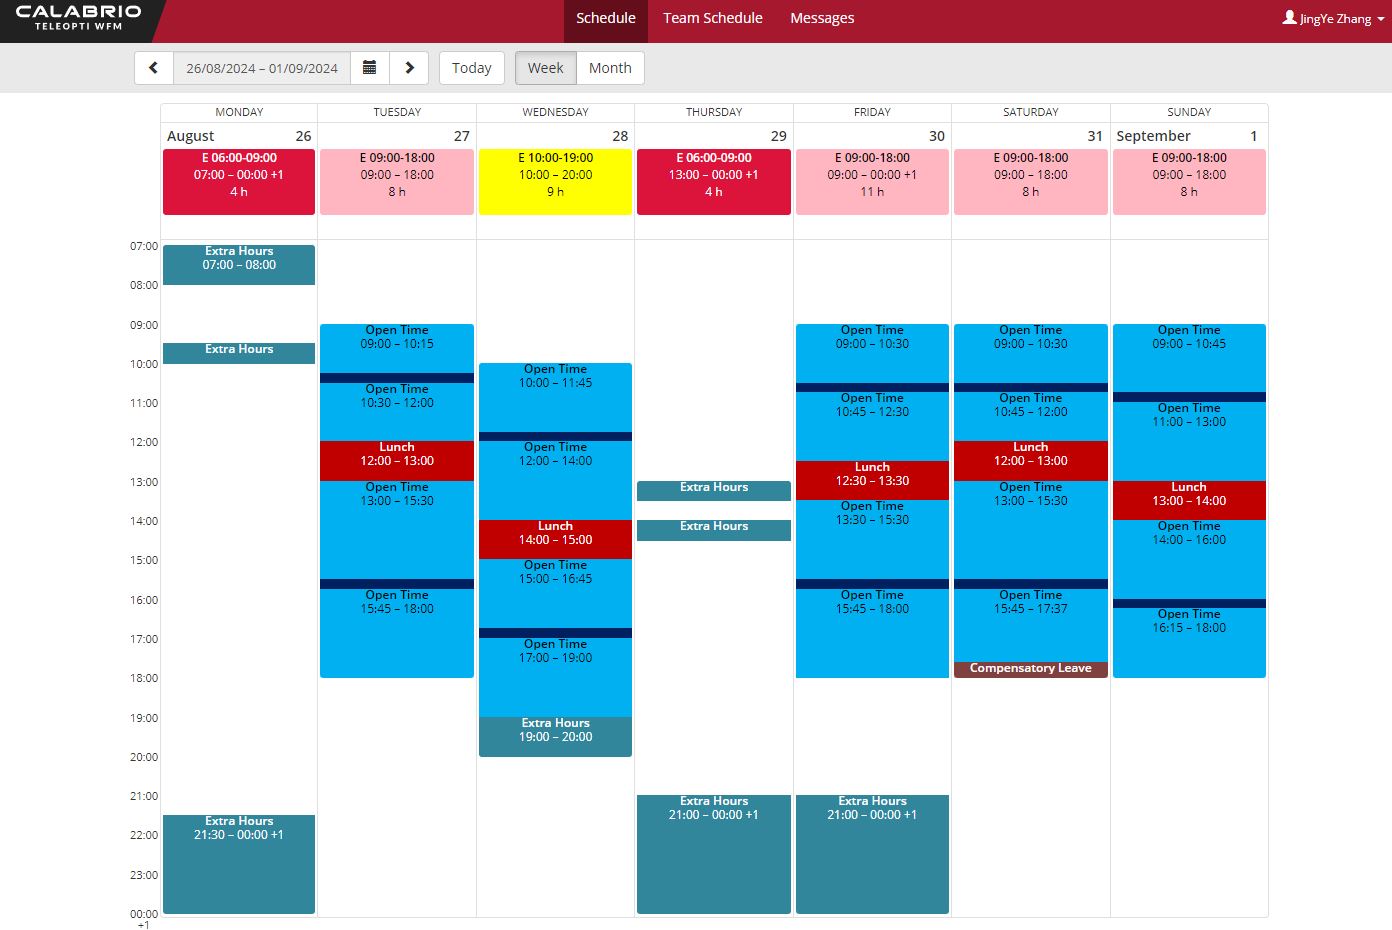 CALABRIO
TELEOPTI WFM
Schedule
Team Schedule
Messages
JingYe Zhang
26/08/2024 – 01/09/2024
Today
Week
Month
MONDAY
TUESDAY
WEDNESDAY
THURSDAY
FRIDAY
SATURDAY
SUNDAY
August 26
27
28
29
30
31
September 1
E 06:00-09:00
07:00 – 00:00 +1
4 h
E 09:00-18:00
09:00 – 18:00
8 h
E 10:00-19:00
10:00 – 20:00
9 h
E 06:00-09:00
13:00 – 00:00 +1
4 h
E 09:00-18:00
09:00 – 00:00 +1
11 h
E 09:00-18:00
09:00 – 18:00
8 h
E 09:00-18:00
09:00 – 18:00
8 h
07:00
08:00
09:00
10:00
11:00
12:00
13:00
14:00
15:00
16:00
17:00
18:00
19:00
20:00
21:00
22:00
23:00
00:00
+1
Extra Hours
07:00 – 08:00
Extra Hours
Extra Hours
21:30 – 00:00 +1
Open Time
09:00 – 10:15
Open Time
10:30 – 12:00
Lunch
12:00 – 13:00
Open Time
13:00 – 15:30
Open Time
15:45 – 18:00
Open Time
10:00 – 11:45
Open Time
12:00 – 14:00
Lunch
14:00 – 15:00
Open Time
15:00 – 16:45
Open Time
17:00 – 19:00
Extra Hours
19:00 – 20:00
Extra Hours
Extra Hours
Extra Hours
21:00 – 00:00 +1
Open Time
09:00 – 10:30
Open Time
10:45 – 12:30
Lunch
12:30 – 13:30
Open Time
13:30 – 15:30
Open Time
15:45 – 18:00
Extra Hours
21:00 – 00:00 +1
Open Time
09:00 – 10:30
Open Time
10:45 – 12:00
Lunch
12:00 – 13:00
Open Time
13:00 – 15:30
Open Time
15:45 – 17:37
Compensatory Leave
Open Time
09:00 – 10:45
Open Time
11:00 – 13:00
Lunch
13:00 – 14:00
Open Time
14:00 – 16:00
Open Time
16:15 – 18:00